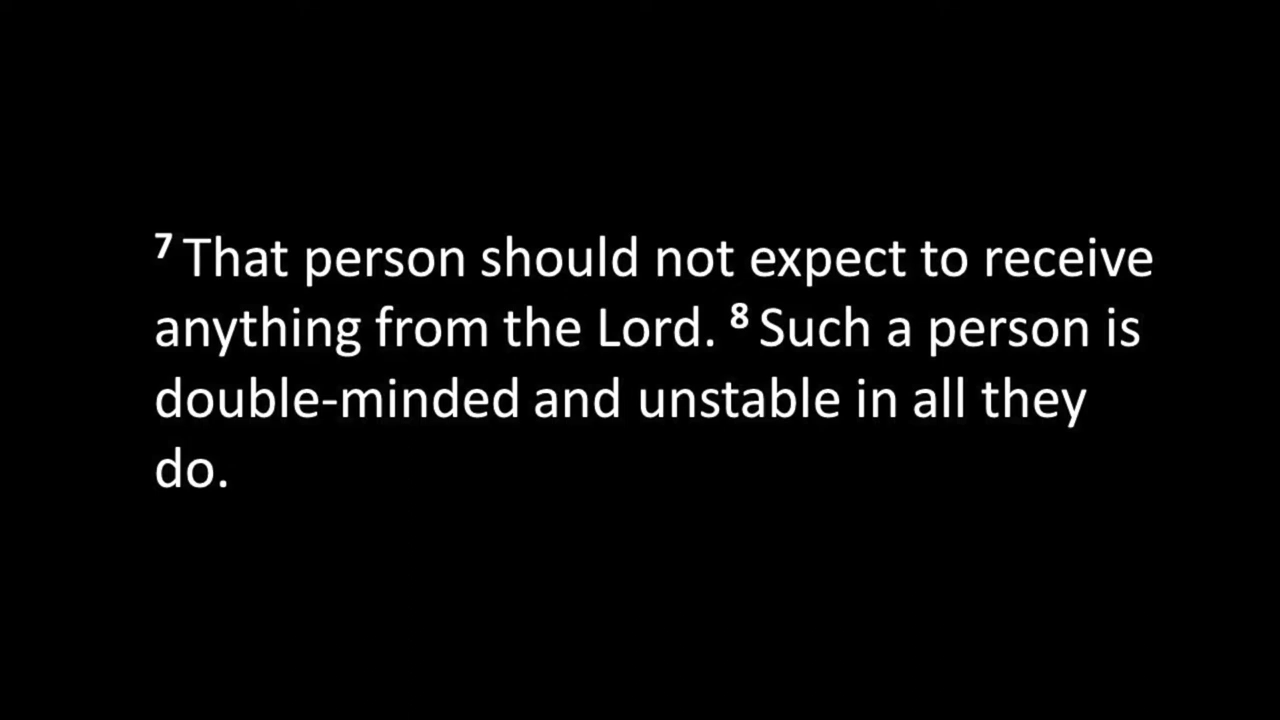 ⁷ That person should not expect to receive
anything from the Lord. ⁸ Such a person is
double-minded and unstable in all they
do.